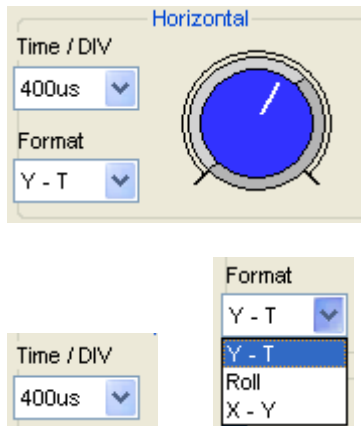 Horizontal
Time / DIV
400us
Format
Y - T
Format
Y - T
Y - T
Roll
X - Y
Time / DIV
400us